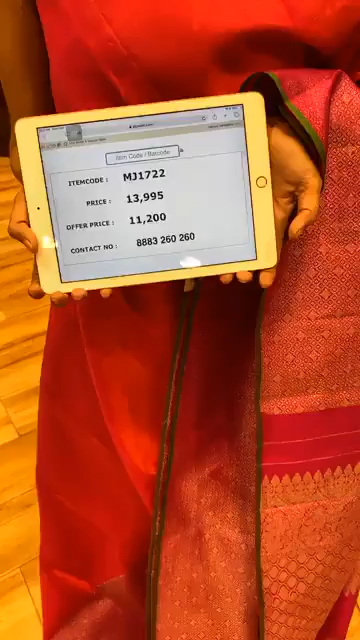 Item Code / Barcode
ITEMCODE : MJ1722
PRICE : 13,995
OFFER PRICE : 11,200
CONTACT NO : 8883 260 260